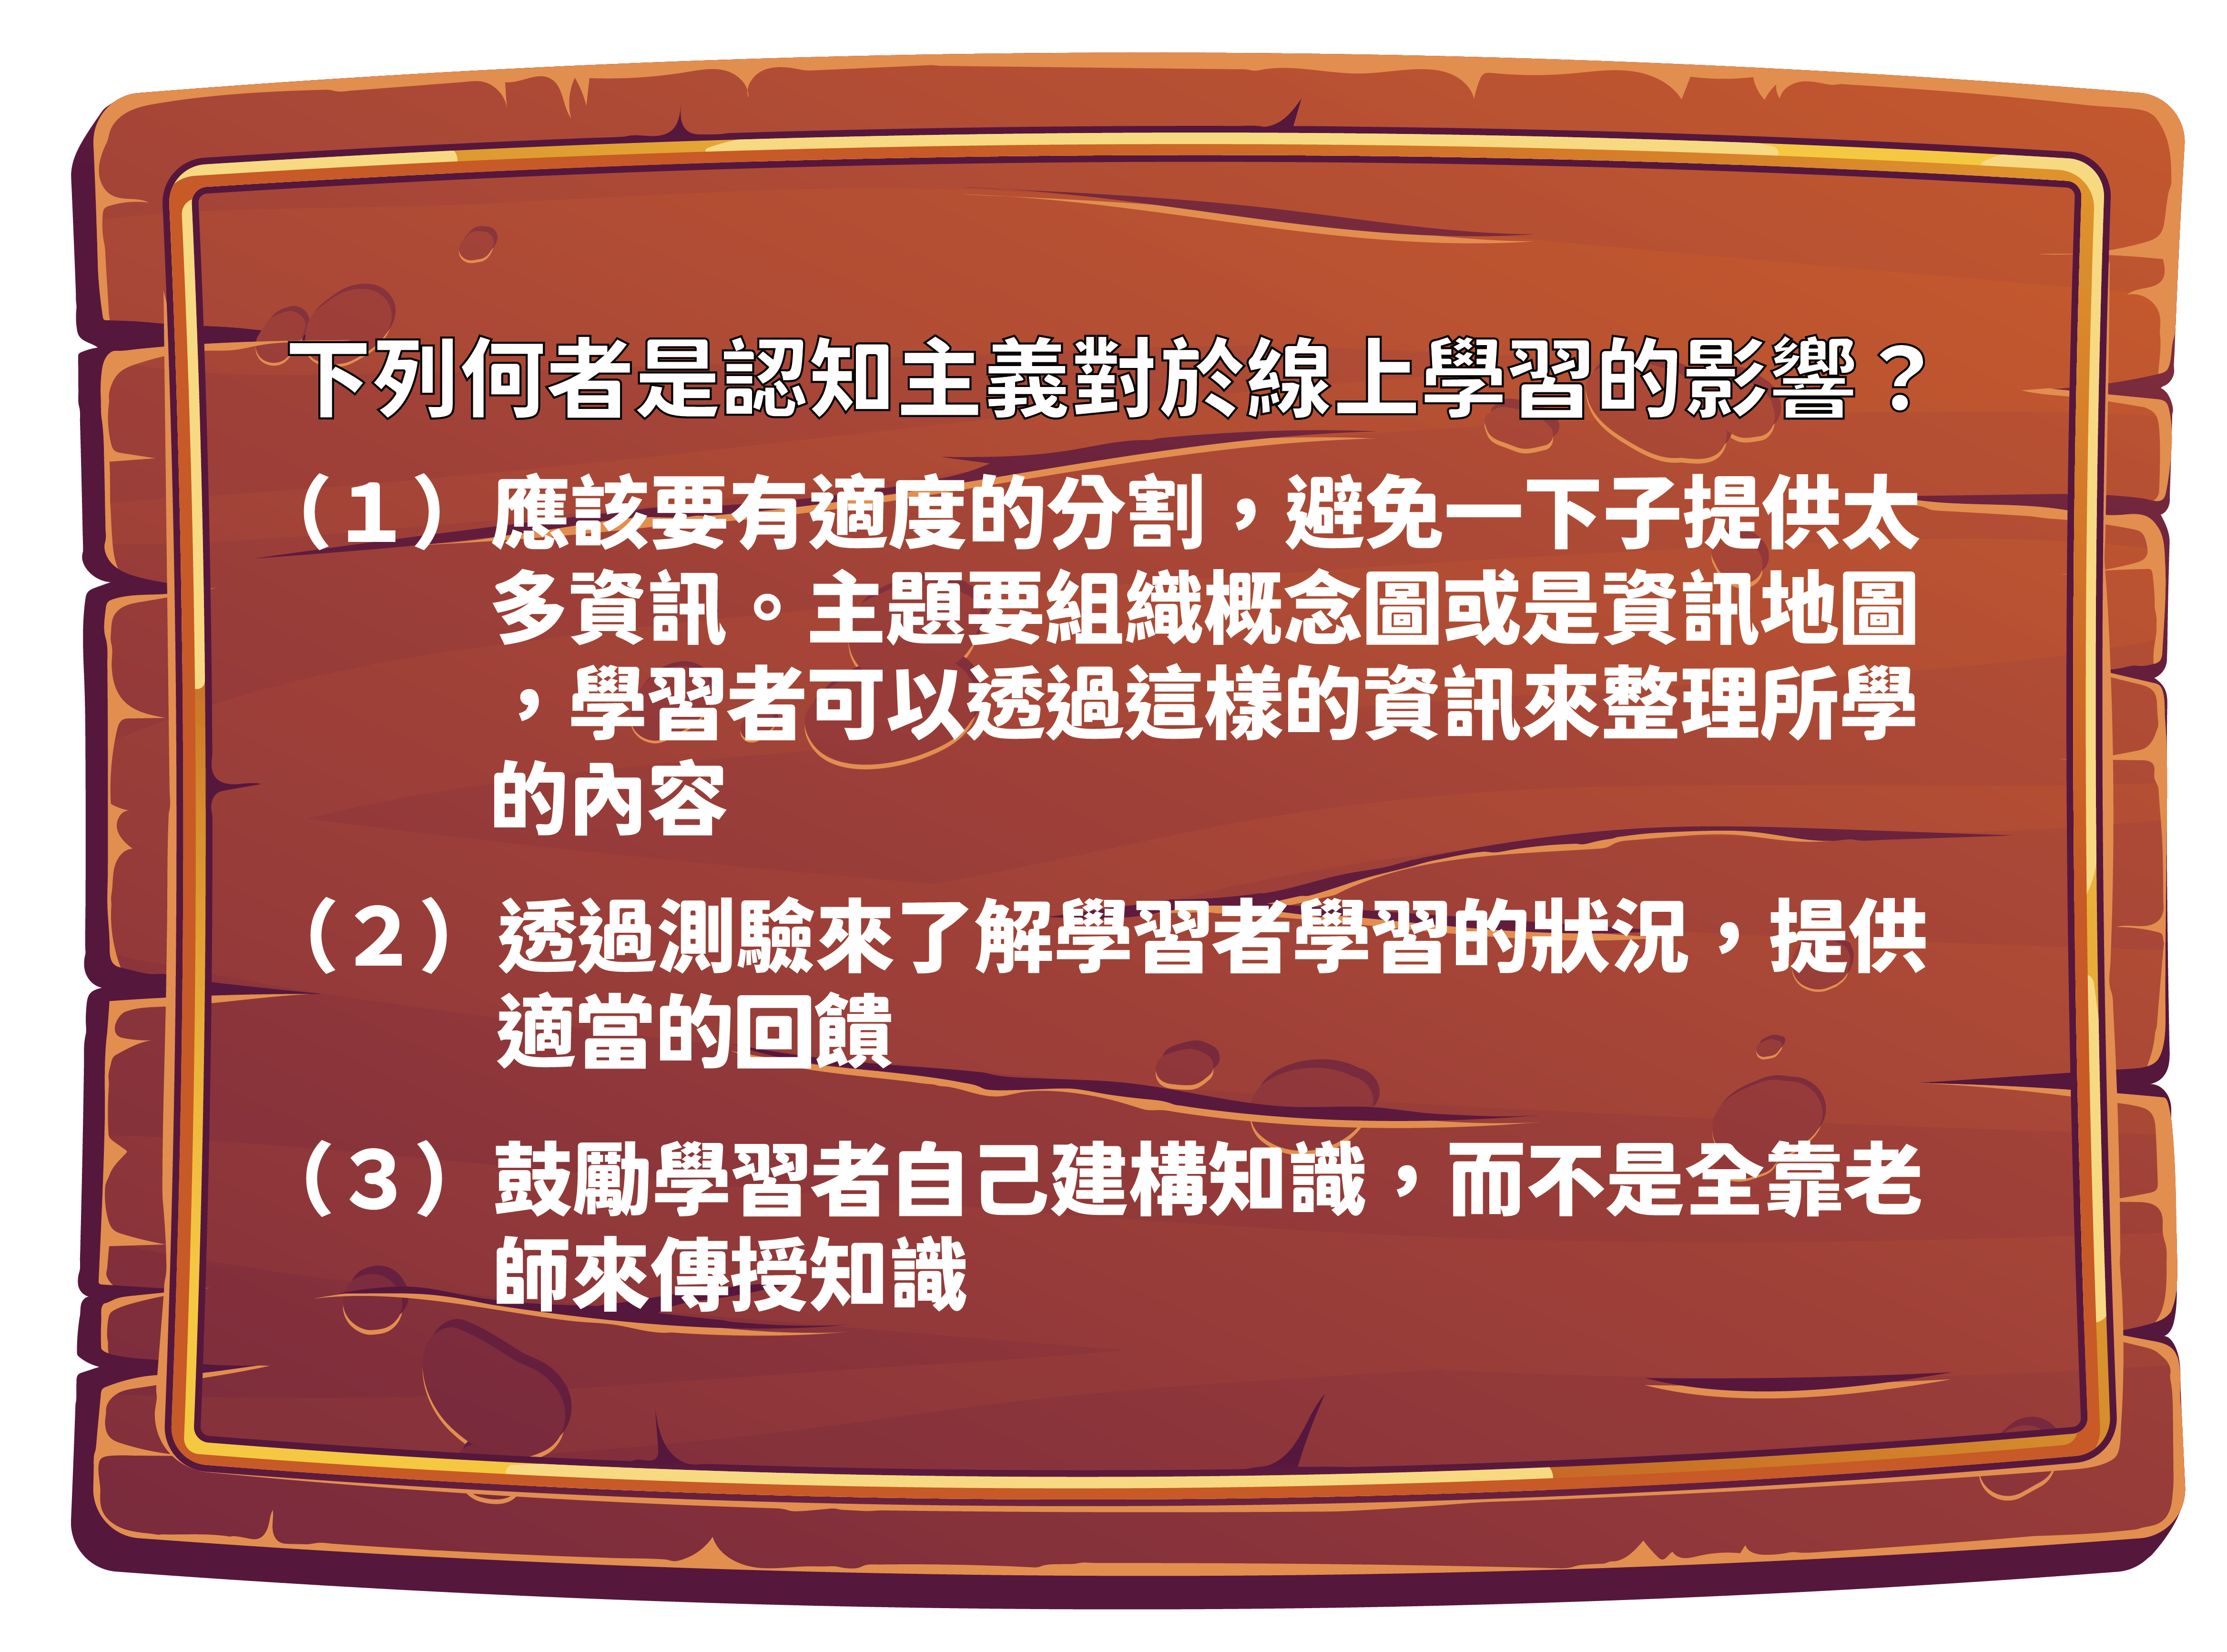 下列何者是認知主義對於線上學習的影響？
（1）應該要有適度的分割，避免一下子提供太
多資訊。主題要組織概念圖或是資訊地圖
，學習者可以透過這樣的資訊來整理所學
的內容
（2）透過測驗來了解學習者學習的狀況，提供
適當的回饋
（3）鼓勵學習者自己建構知識，而不是全靠老
師來傳授知識